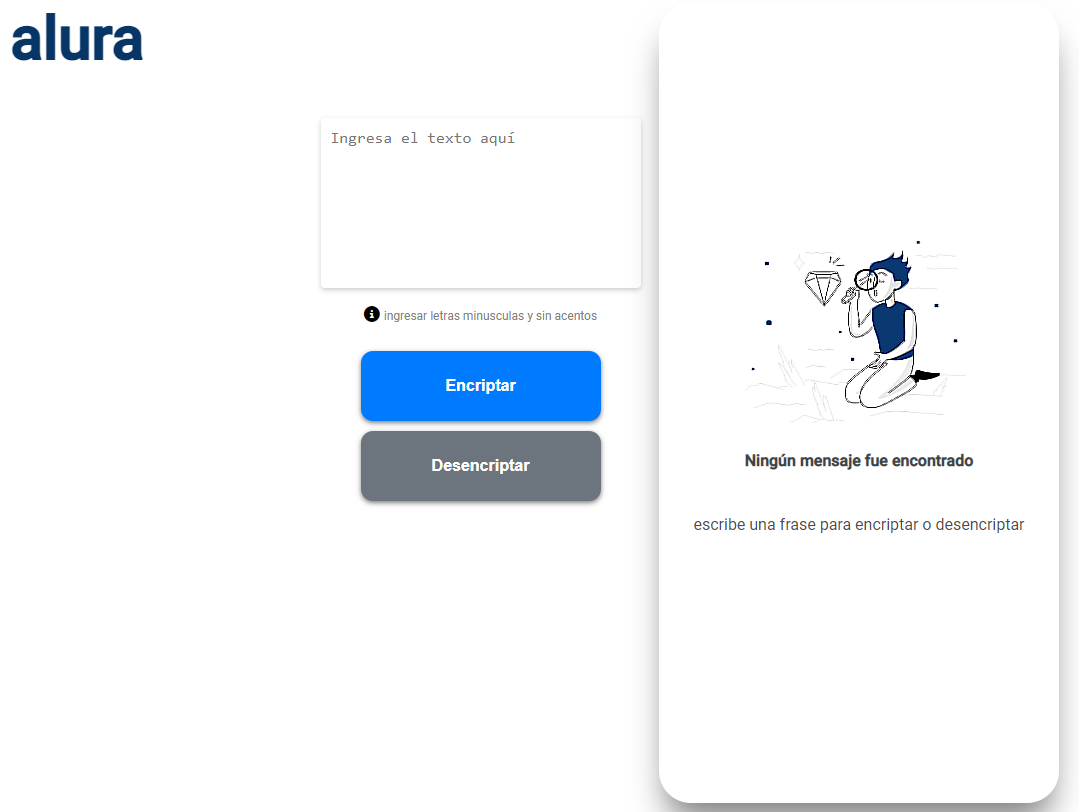 alura
Ingresa el texto aquí
ingresar letras minusculas y sin acentos
Encriptar
Desencriptar
Ningún mensaje fue encontrado
escribe una frase para encriptar o desencriptar